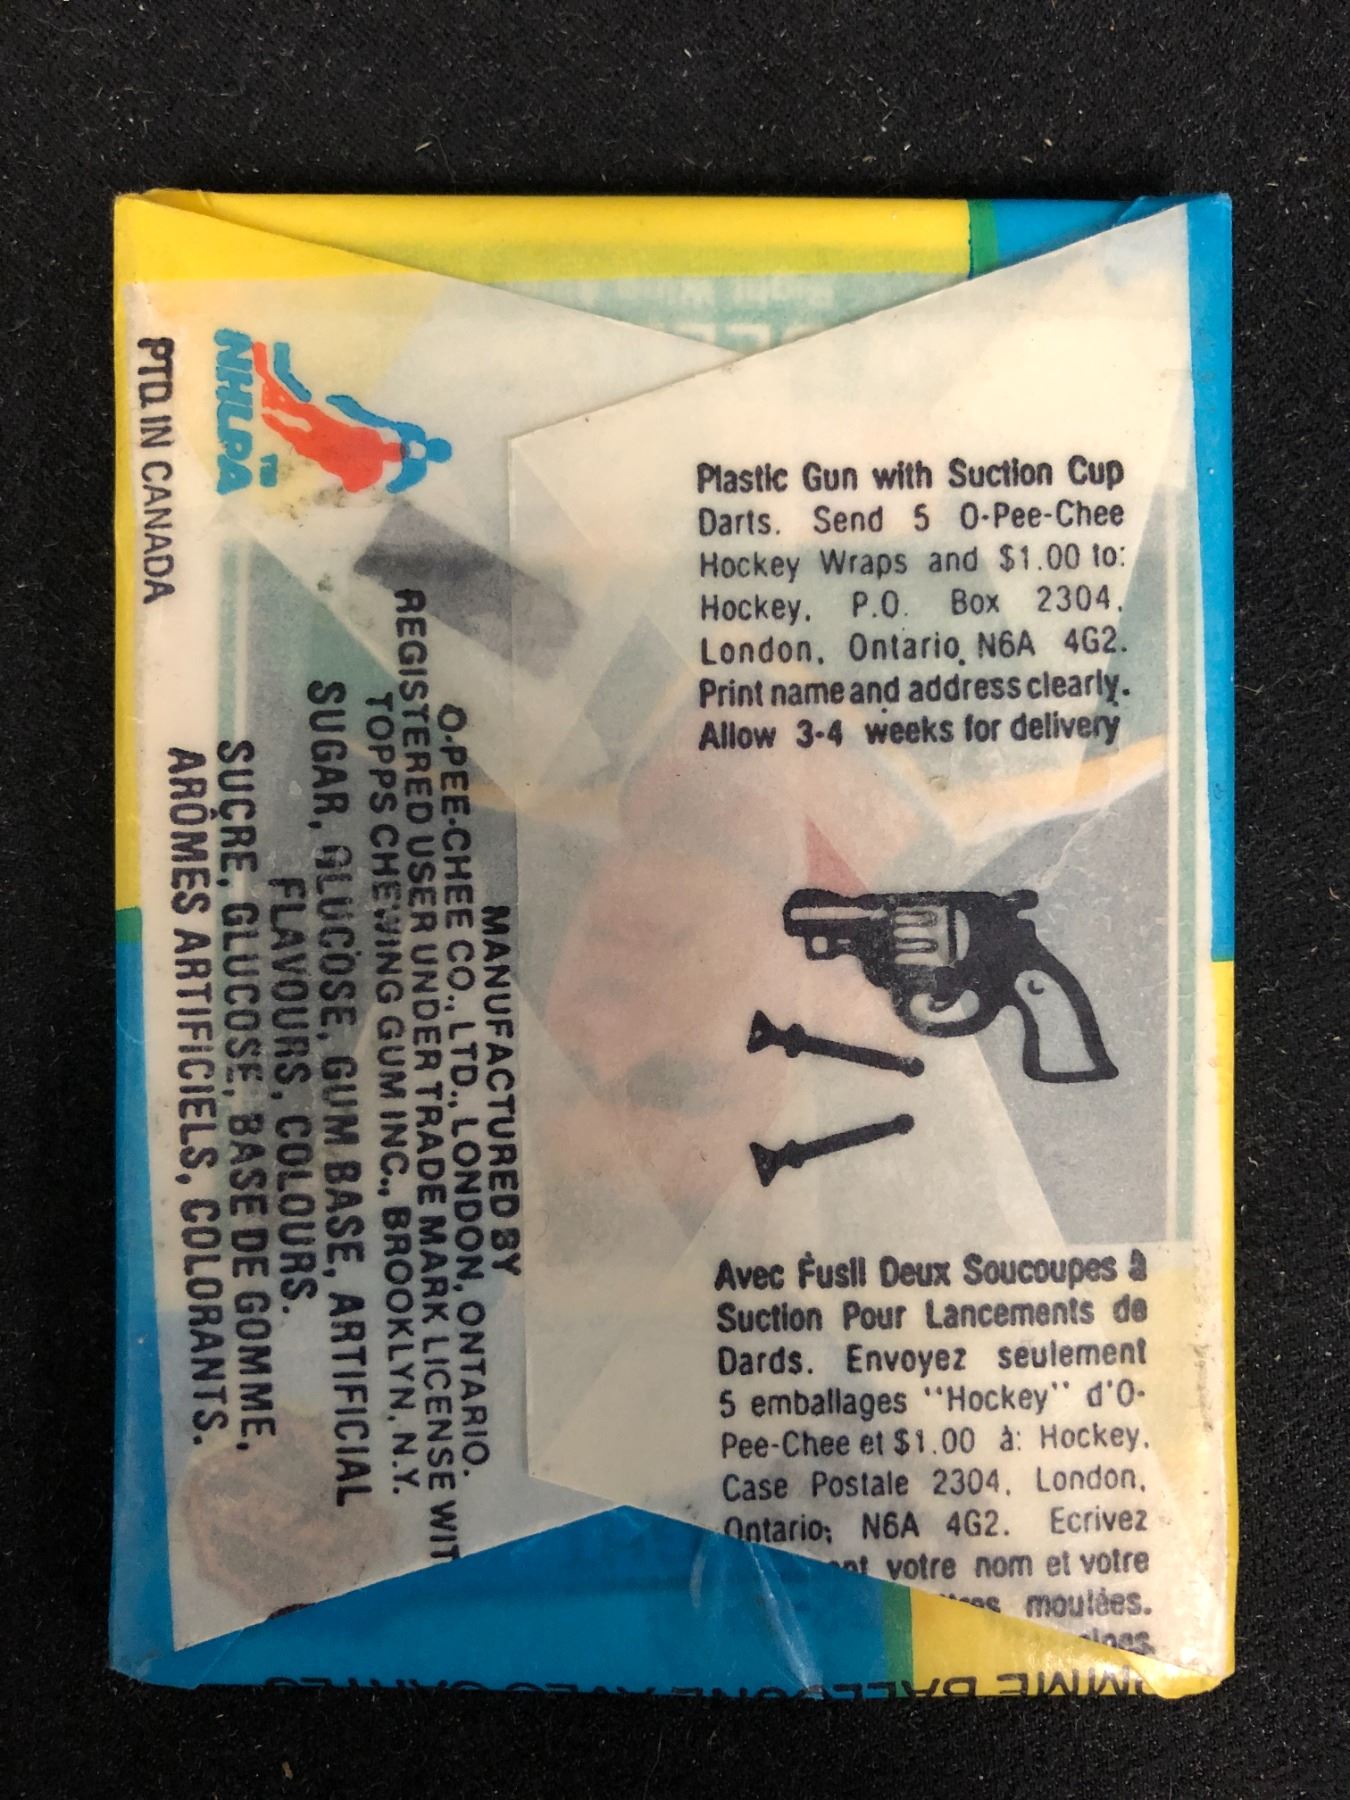 Plastic Gun with Suction Cup
Darts. Send 5 O-Pee-Chee
Hockey Wraps and $1.00 to:
Hockey, P.O. Box 2304,
London, Ontario, N6A 4G2.
Print name and address clearly.
Allow 3-4 weeks for delivery
Avec Fusil Deux Soucoupes à
Suction Pour Lancements de
Dards. Envoyez seulement
5 emballages "Hockey" d'O-
Pee-Chee et $1.00 à: Hockey,
Case Postale 2304, London,
Ontario; N6A 4G2. Ecrivez
votre nom et votre
moulées.
NHLPA
TM
PTD. IN CANADA
MANUFACTURED BY
O-PEE-CHEE CO., LTD., LONDON, ONTARIO.
REGISTERED USER UNDER TRADE MARK LICENSE WIT
TOPPS CHEWING GUM INC., BROOKLYN, N.Y.
SUGAR, GLUCOSE, GUM BASE, ARTIFICIAL
FLAVOURS, COLOURS.
SUCRE, GLUCOSE, BASE DE GOMME,
ARÔMES ARTIFICIELS, COLORANTS.